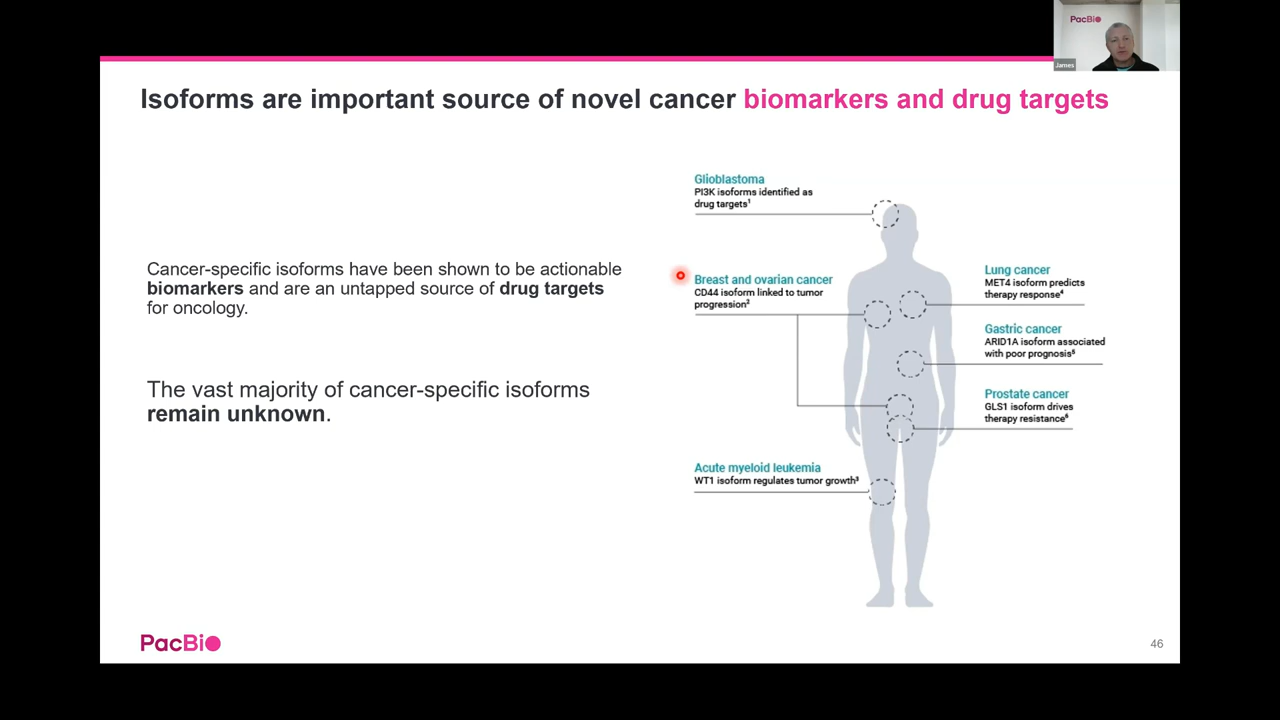 PacBio
James
Isoforms are important source of novel cancer biomarkers and drug targets
Cancer-specific isoforms have been shown to be actionable
biomarkers and are an untapped source of drug targets
for oncology.
The vast majority of cancer-specific isoforms
remain unknown.
Glioblastoma
PI3K isoforms identified as
drug targets¹
Breast and ovarian cancer
CD44 isoform linked to tumor
progression²
Acute myeloid leukemia
WT1 isoform regulates tumor growth³
Lung cancer
MET4 isoform predicts
therapy response⁴
Gastric cancer
ARID1A isoform associated
with poor prognosis⁵
Prostate cancer
GLS1 isoform drives
therapy resistance⁶
PacBio
46